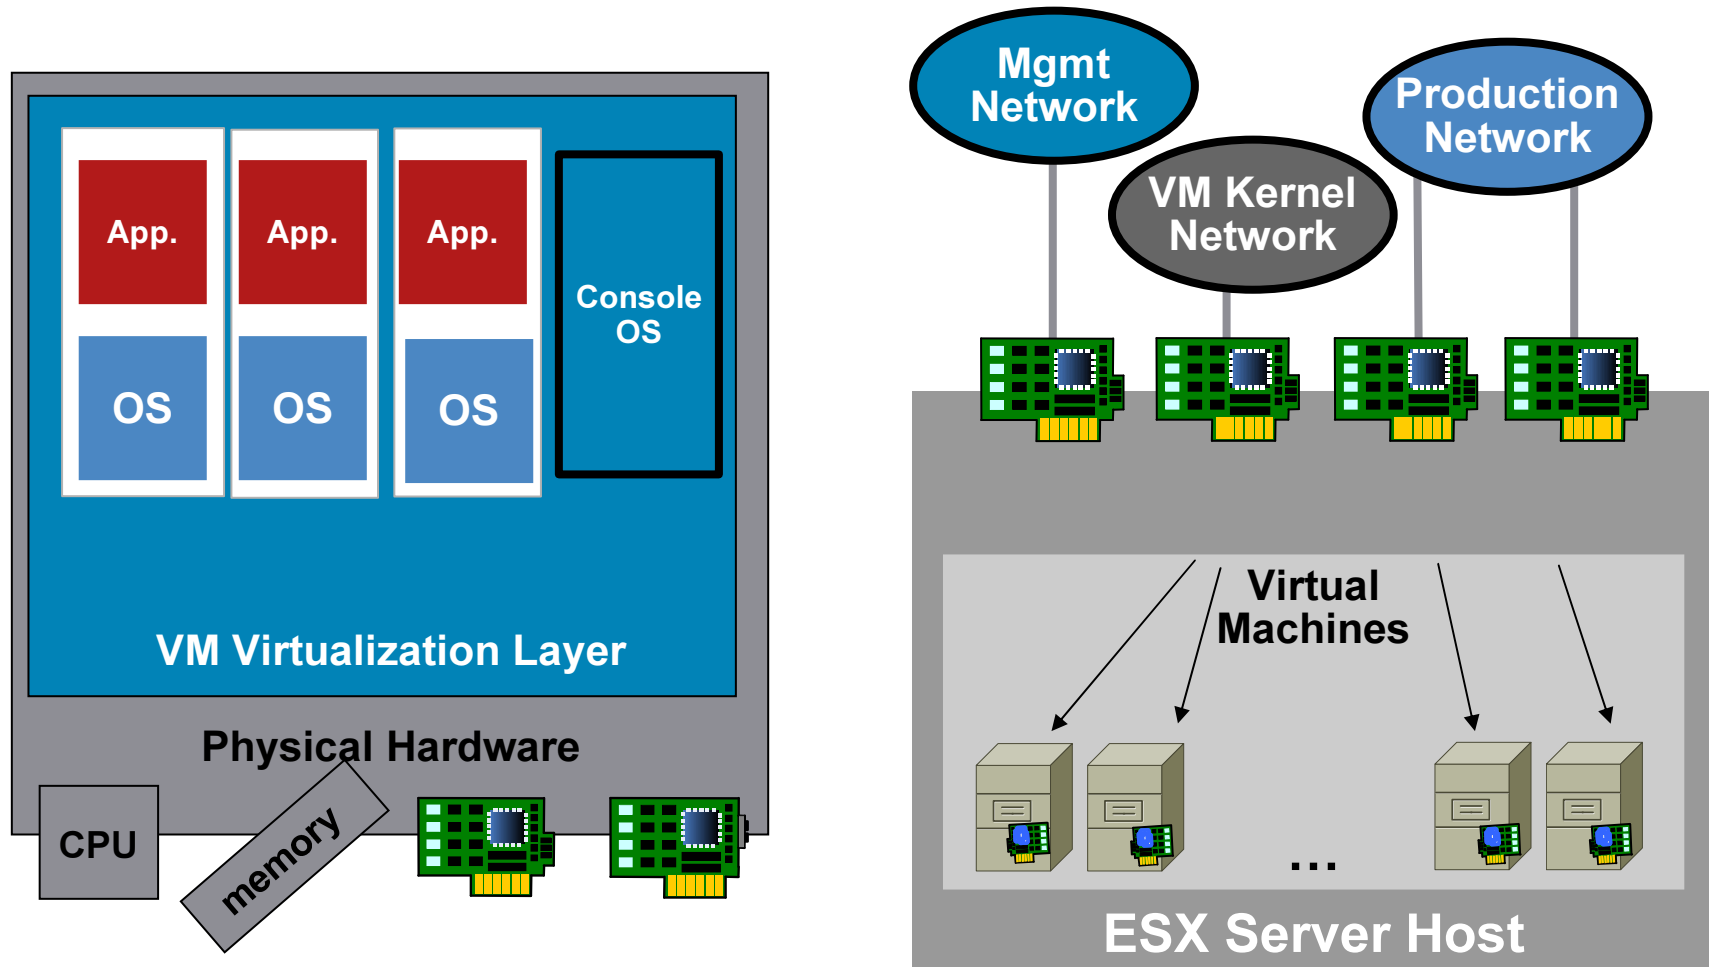 App.
App.
App.
Console
OS
OS
OS
OS
VM Virtualization Layer
Physical Hardware
CPU
memory
Mgmt
Network
VM Kernel
Network
Production
Network
Virtual
Machines
...
ESX Server Host